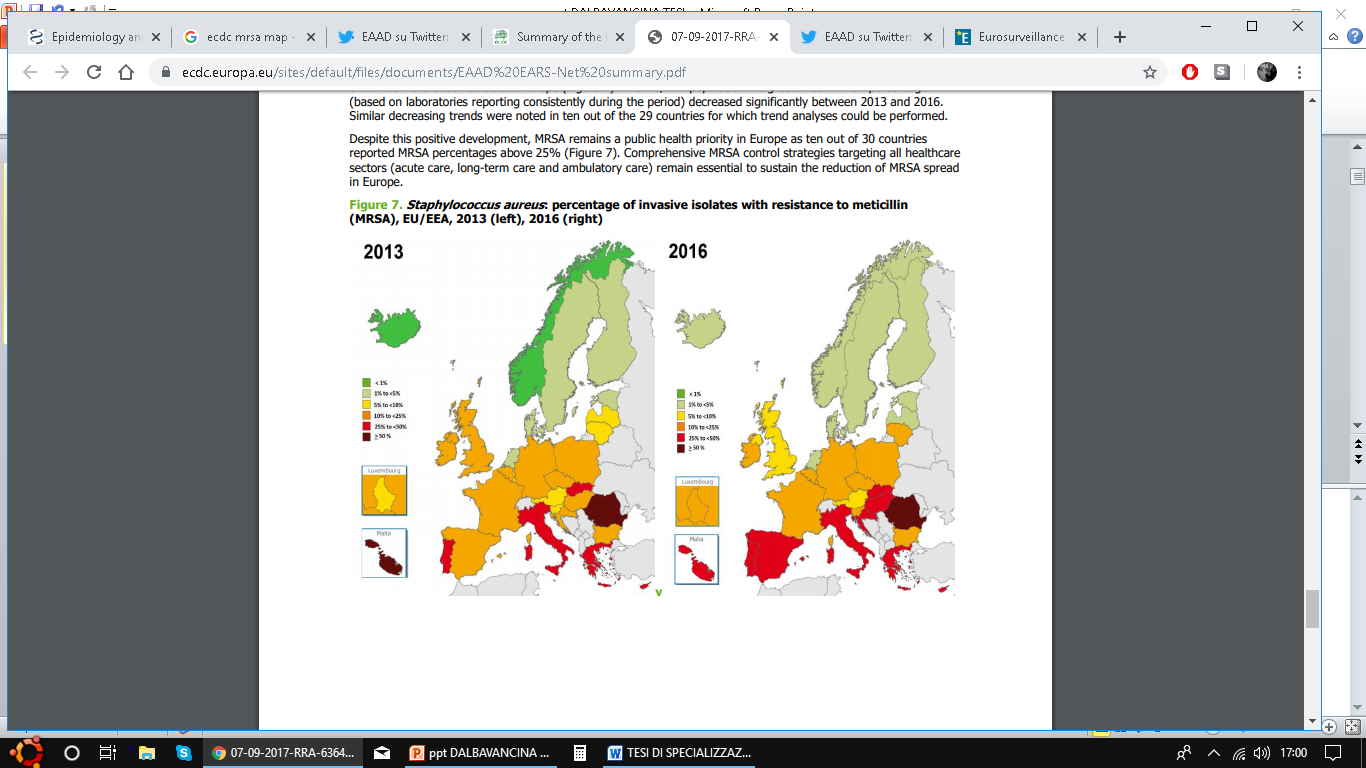 Epidemiology an
ecdc mrsa map -
EAAD su Twitter:
Summary of the
07-09-2017-RRA-
EAAD su Twitter:
Eurosurveillance
ecdc.europa.eu/sites/default/files/documents/EAAD%20EARS-Net%20summary.pdf
(based on laboratories reporting consistently during the period) decreased significantly between 2013 and 2016.
Similar decreasing trends were noted in ten out of the 29 countries for which trend analyses could be performed.
Despite this positive development, MRSA remains a public health priority in Europe as ten out of 30 countries
reported MRSA percentages above 25% (Figure 7). Comprehensive MRSA control strategies targeting all healthcare
sectors (acute care, long-term care and ambulatory care) remain essential to sustain the reduction of MRSA spread
in Europe.
Figure 7. Staphylococcus aureus: percentage of invasive isolates with resistance to meticillin
(MRSA), EU/EEA, 2013 (left), 2016 (right)
2013
< 1%
1% to <5%
5% to <10%
10% to <25%
25% to <50%
≥ 50 %
Luxembourg
Malta
2016
< 1%
1% to <5%
5% to <10%
10% to <25%
25% to <50%
≥ 50 %
Luxembourg
Malta
07-09-2017-RRA-6364...
ppt DALBAVANCINA ...
TESI DI SPECIALIZZAZ...
17:00